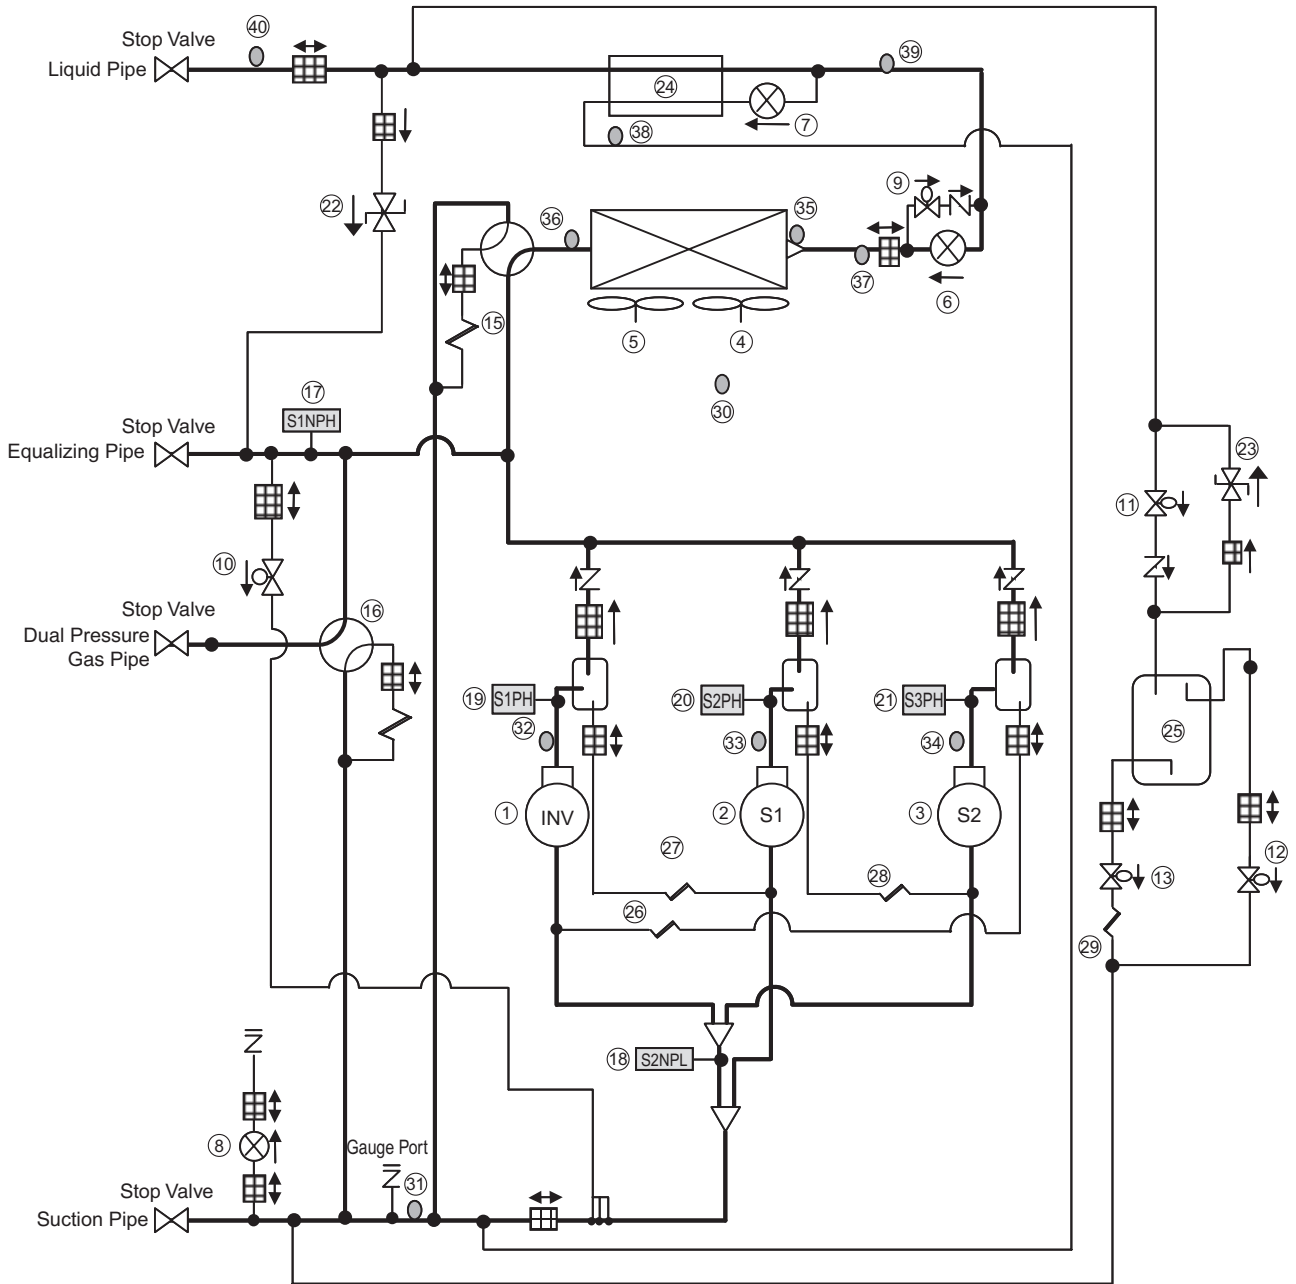 40
Stop Valve
Liquid Pipe
39
24
7
38
22
9
35
36
37
6
15
5
4
30
17
Stop Valve
S1NPH
Equalizing Pipe
23
11
10
Stop Valve
16
Dual Pressure
Gas Pipe
19 S1PH
20 S2PH
21 S3PH
32
33
34
25
1 INV
2 S1
3 S2
27
28
12
13
26
29
18 S2NPL
8
Gauge Port
31
Stop Valve
Suction Pipe